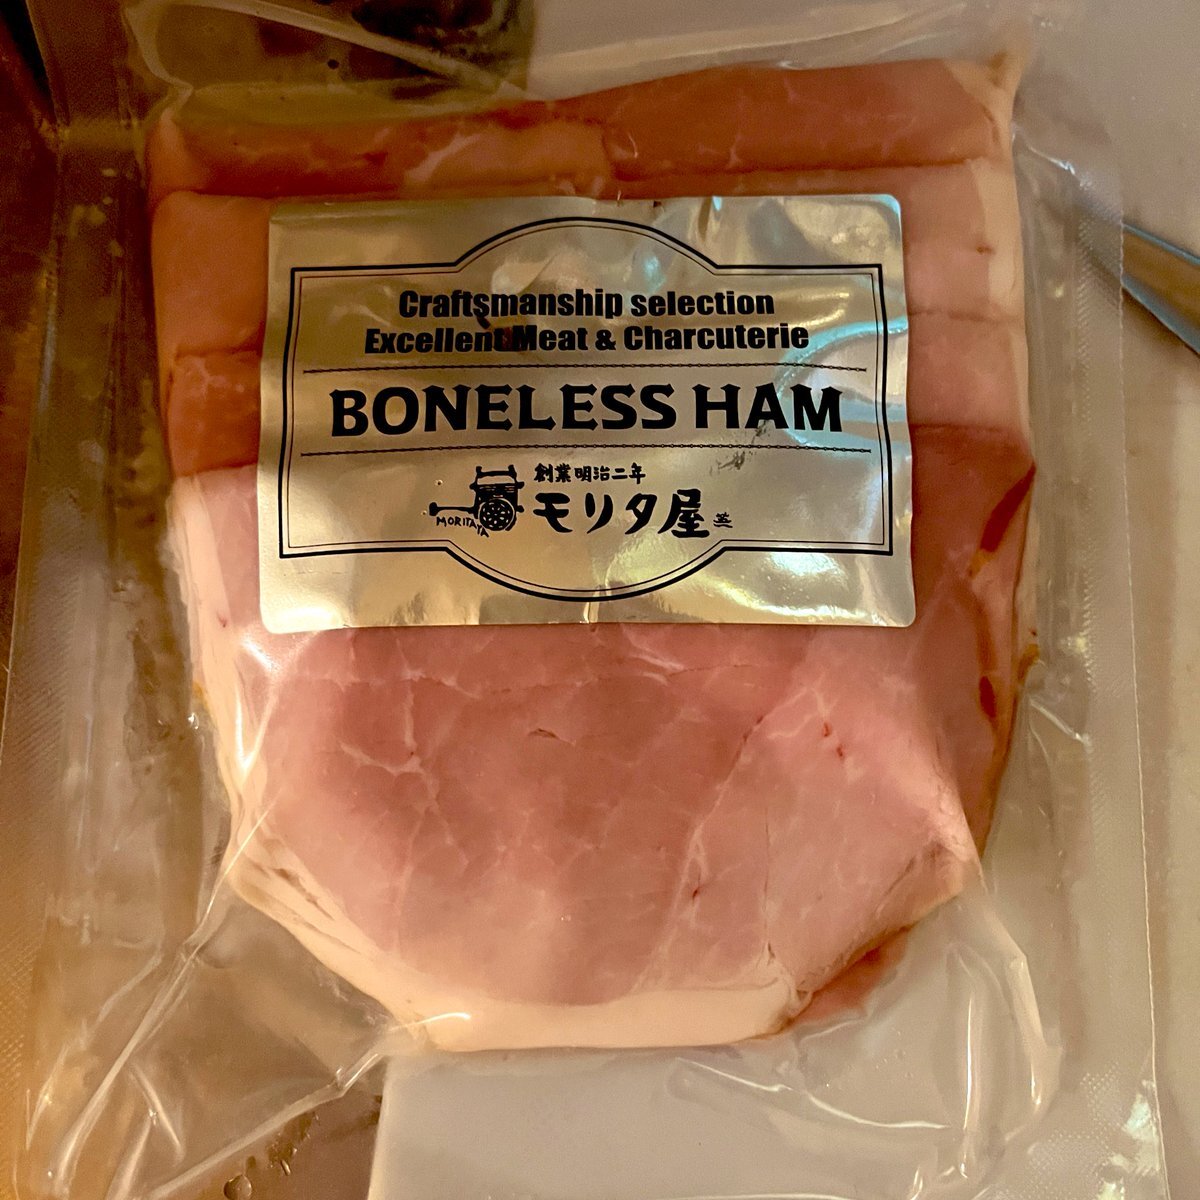 Craftsmanship selection
Excellent Meat & Charcuterie
BONELESS HAM
創業明治二年
モリタ屋
MORITAYA